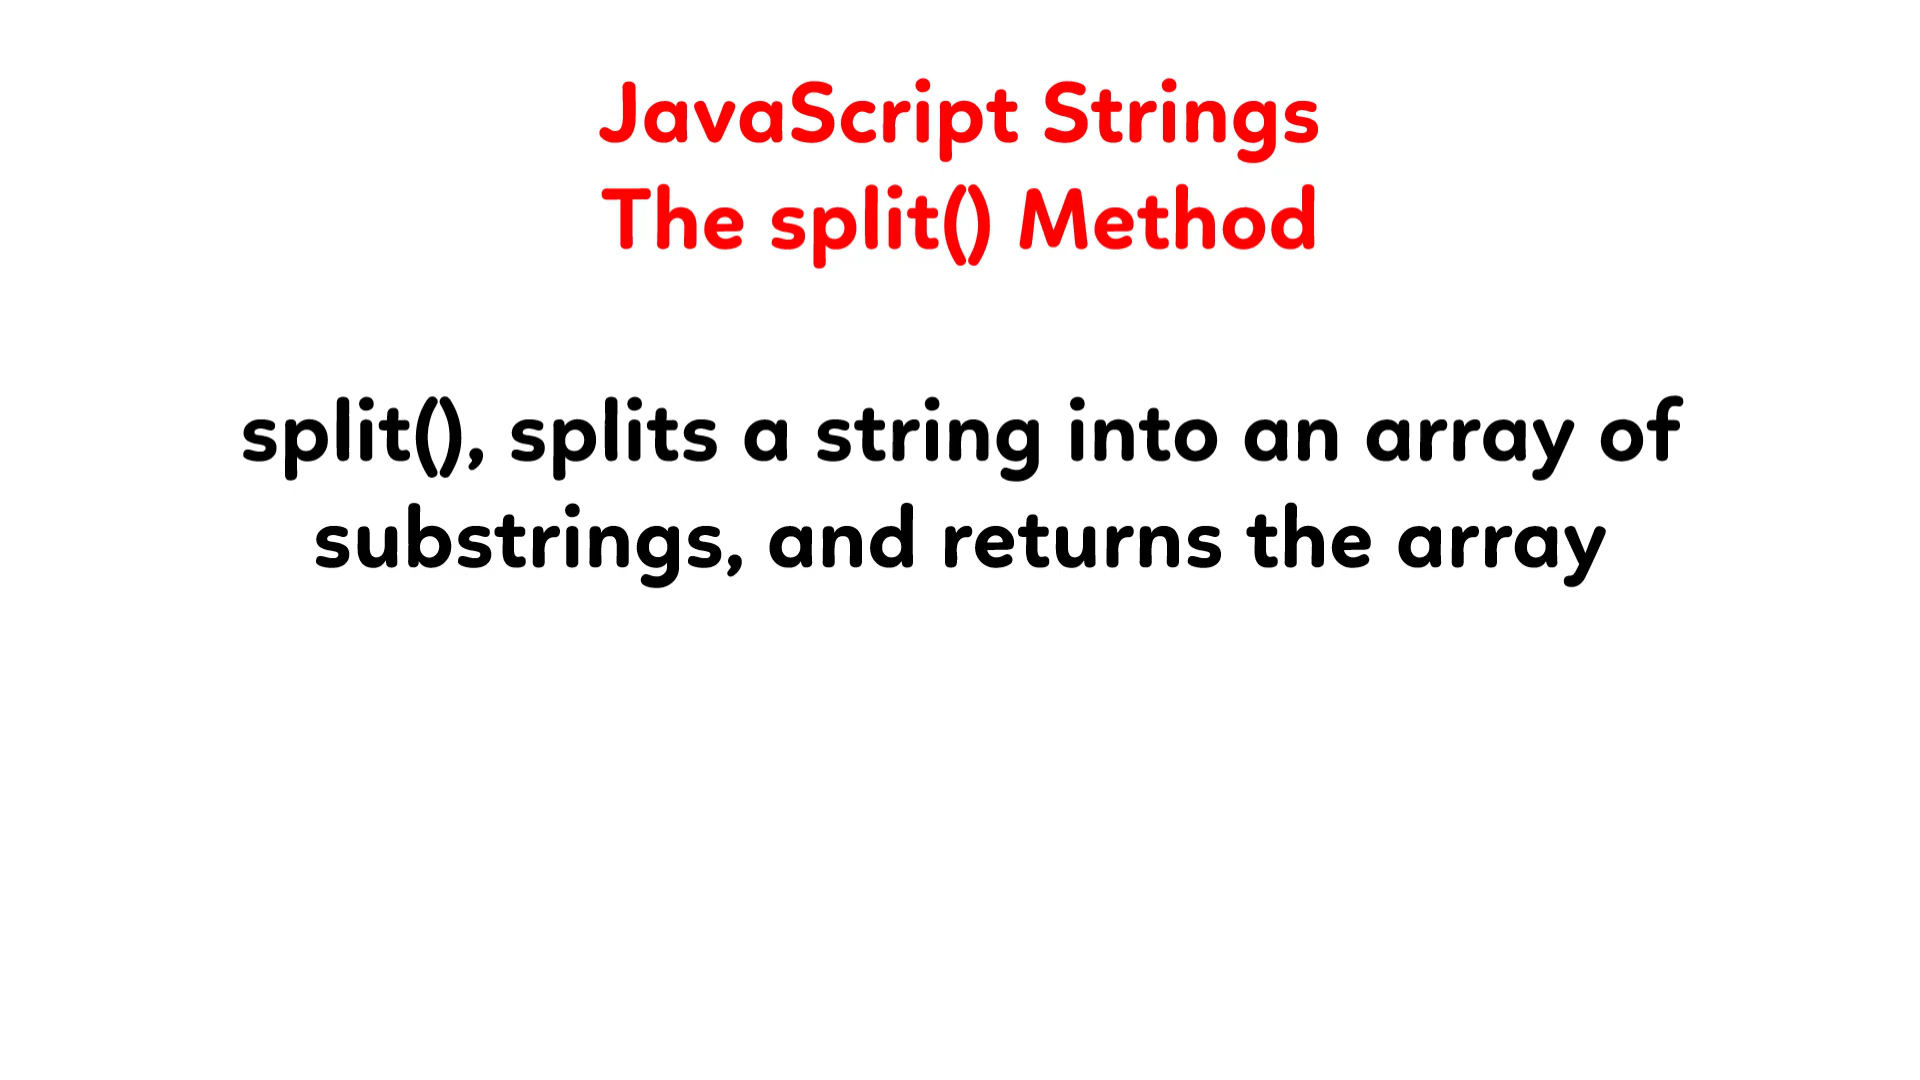 JavaScript Strings
The split() Method
split(), splits a string into an array of
substrings, and returns the array